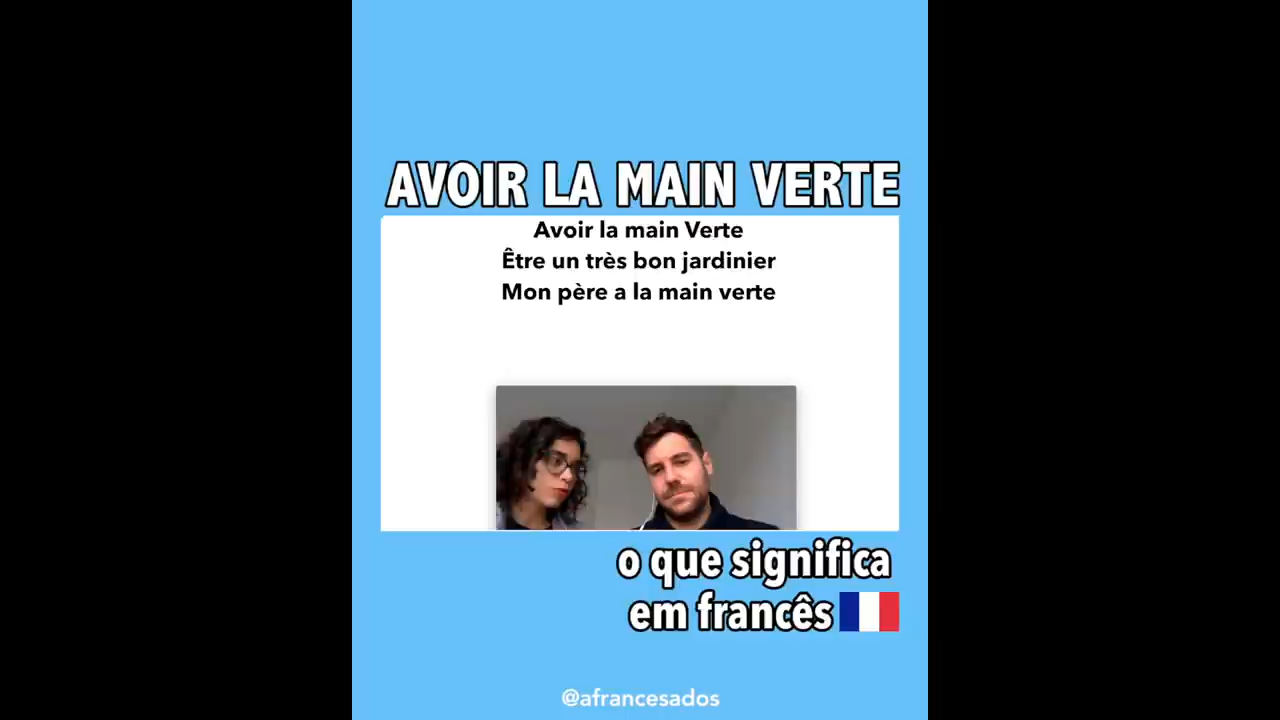 AVOIR LA MAIN VERTE
Avoir la main Verte
Être un très bon jardinier
Mon père a la main verte
o que significa
em francês
@afrancesados